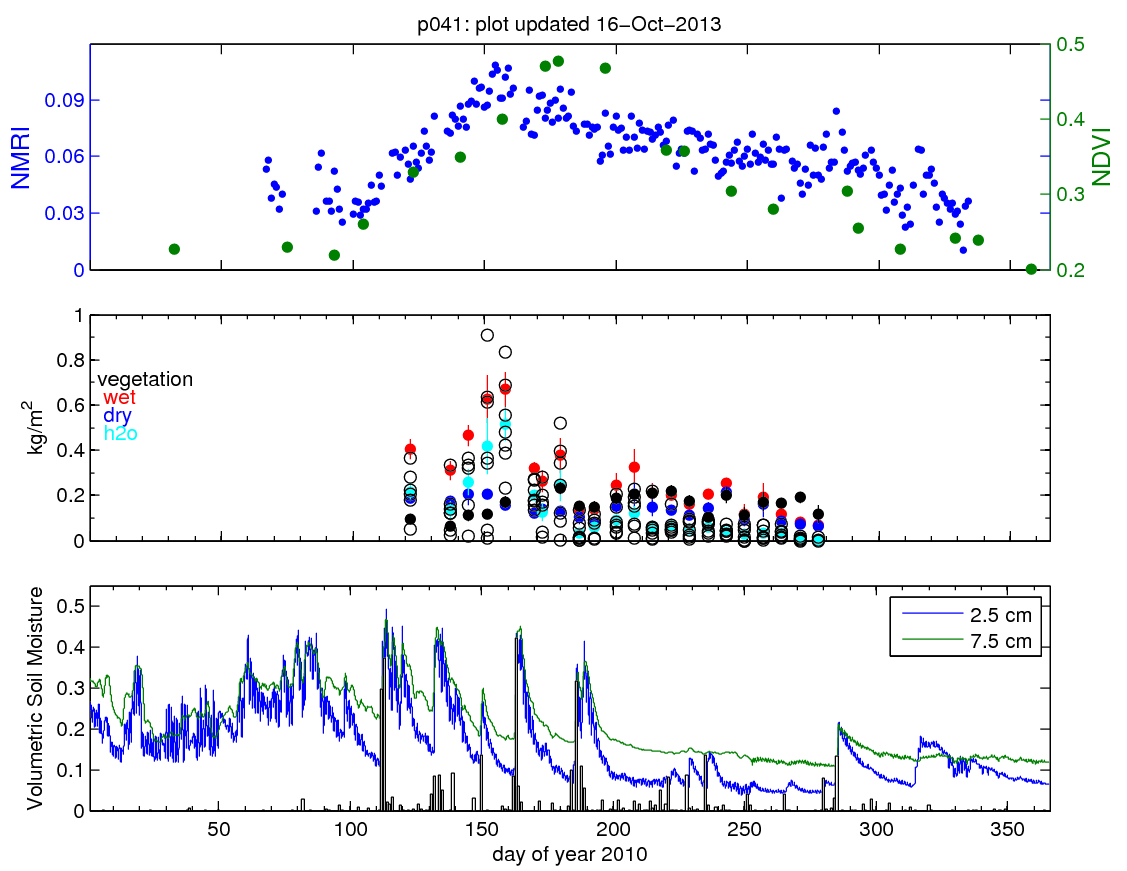 p041: plot updated 16−Oct−2013
0.09
0.06
0.03
0
NMRI
0.5
0.4
0.3
0.2
NDVI
1
0.8
0.6
0.4
0.2
0
kg/m²
vegetation
wet
dry
h2o
0.5
0.4
0.3
0.2
0.1
0
Volumetric Soil Moisture
2.5 cm
7.5 cm
50 100 150 200 250 300 350
day of year 2010